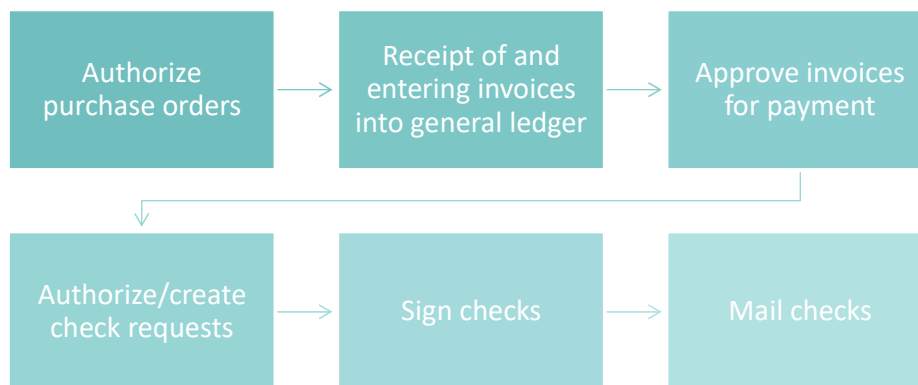 Authorize
purchase orders
Receipt of and
entering invoices
into general ledger
Approve invoices
for payment
Authorize/create
check requests
Sign checks
Mail checks